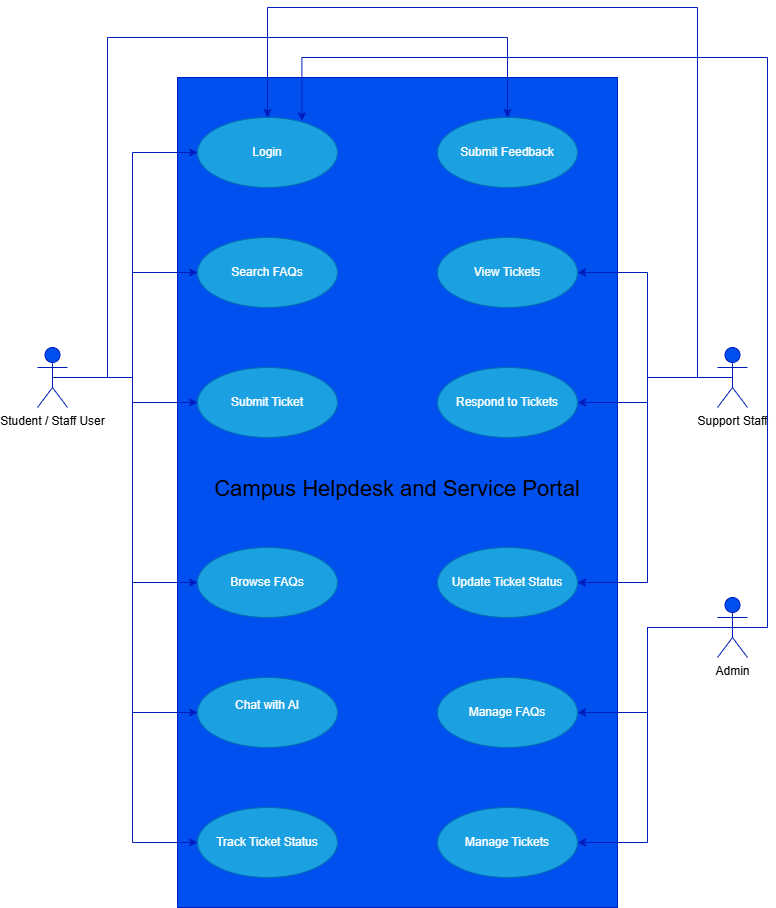 Login
Submit Feedback
Search FAQs
View Tickets
Student / Staff User
Submit Ticket
Respond to Tickets
Support Staff
Campus Helpdesk and Service Portal
Browse FAQs
Update Ticket Status
Admin
Chat with AI
Manage FAQs
Track Ticket Status
Manage Tickets